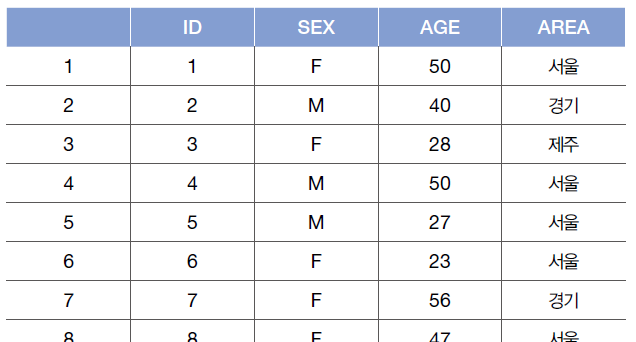 ID SEX AGE AREA
1 1 F 50 서울
2 2 M 40 경기
3 3 F 28 제주
4 4 M 50 서울
5 5 M 27 서울
6 6 F 23 서울
7 7 F 56 경기
8 8 F 47 서울